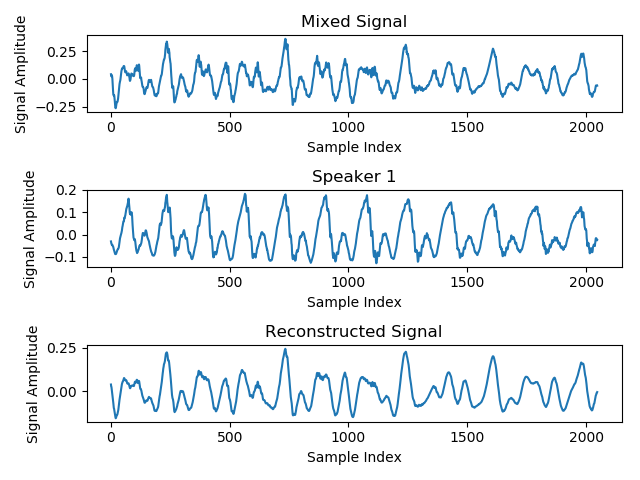 Mixed Signal
Signal Amplitude
0.25
0.00
−0.25
0 500 1000 1500 2000
Sample Index
Speaker 1
Signal Amplitude
0.2
0.1
0.0
−0.1
0 500 1000 1500 2000
Sample Index
Reconstructed Signal
Signal Amplitude
0.25
0.00
0 500 1000 1500 2000
Sample Index